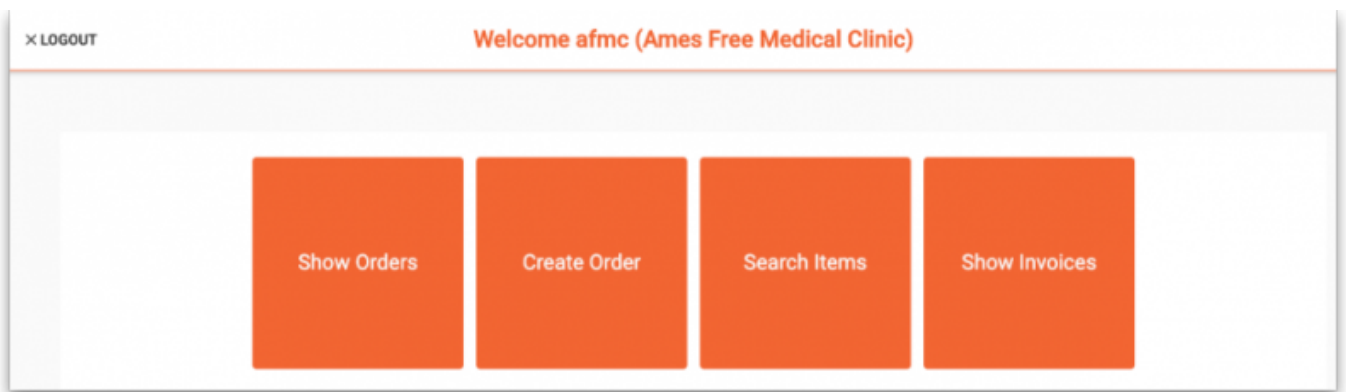 × LOGOUT
Welcome afmc (Ames Free Medical Clinic)
Show Orders
Create Order
Search Items
Show Invoices